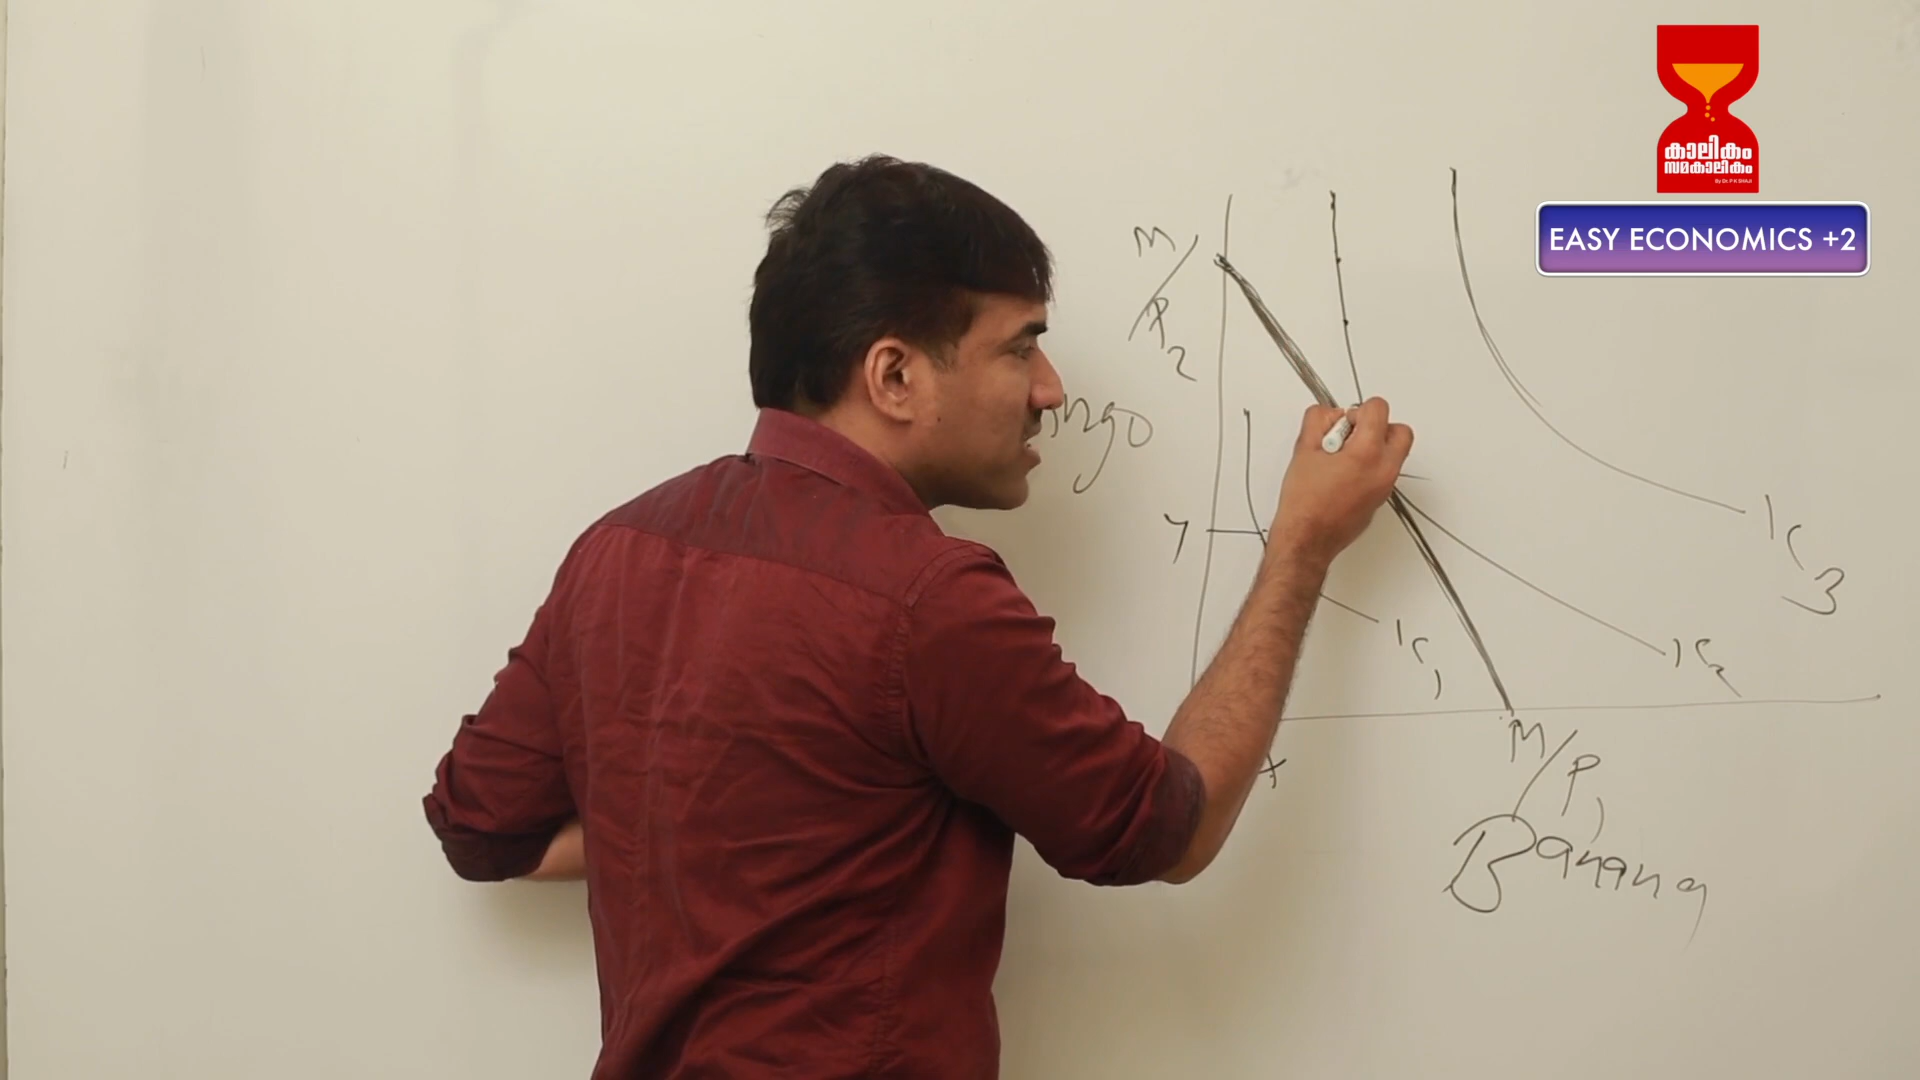 കാലികം
സമകാലികം
By Dr. P K SHAJI
EASY ECONOMICS +2
M/P2
ngo
y
IC3
IC1
IC2
x
M/P1
Banana